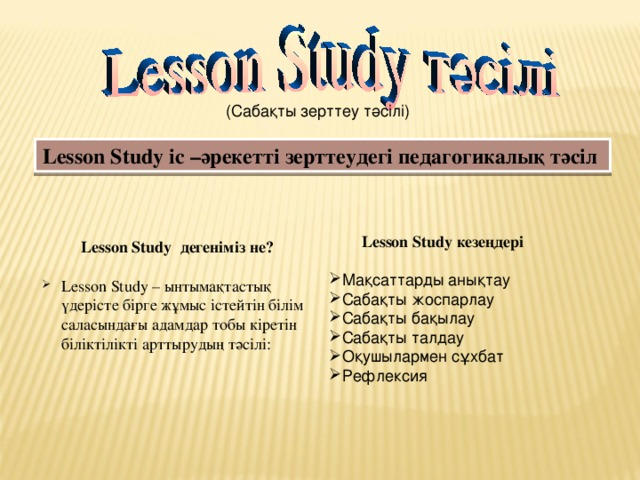 Lesson Study тәсілі
(Сабақты зерттеу тәсілі)
Lesson Study іс –әрекетті зерттеудегі педагогикалық тәсіл
Lesson Study дегеніміз не?
Lesson Study – ынтымақтастық
үдерісте бірге жұмыс істейтін білім
саласындағы адамдар тобы кіретін
біліктілікті арттырудың тәсілі:
Lesson Study кезеңдері
Мақсаттарды анықтау
Сабақты жоспарлау
Сабақты бақылау
Сабақты талдау
Оқушылармен сұхбат
Рефлексия